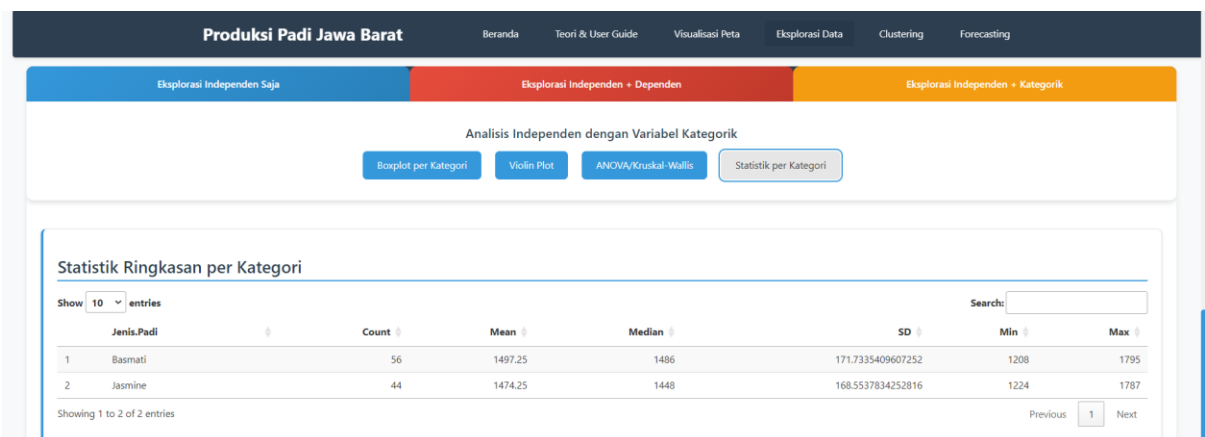 Produksi Padi Jawa Barat Beranda Teori & User Guide Visualisasi Peta Eksplorasi Data Clustering Forecasting
Eksplorasi Independen Saja Eksplorasi Independen + Dependen Eksplorasi Independen + Kategorik
Analisis Independen dengan Variabel Kategorik
Boxplot per Kategori Violin Plot ANOVA/Kruskal-Wallis Statistik per Kategori
Statistik Ringkasan per Kategori
Show 10 entries Search:
Jenis.Padi Count Mean Median SD Min Max
1 Basmati 56 1497.25 1486 171.7335409607252 1208 1795
2 Jasmine 44 1474.25 1448 168.5537834252816 1224 1787
Showing 1 to 2 of 2 entries Previous 1 Next